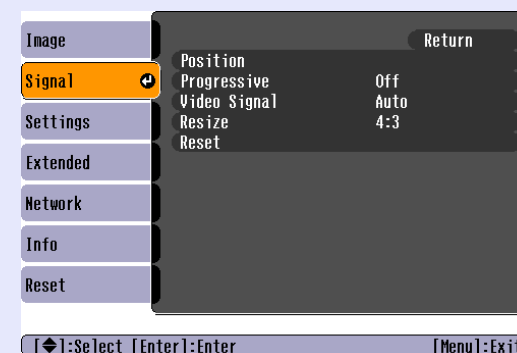 Image
Signal
Settings
Extended
Network
Info
Reset
Return
Position
Progressive Off
Video Signal Auto
Resize 4:3
Reset
[◆]:Select [Enter]:Enter [Menu]:Exit